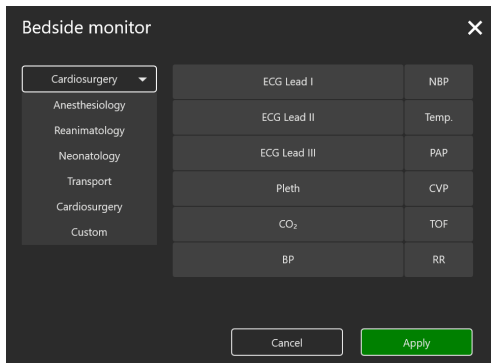 Bedside monitor
Cardiosurgery
Anesthesiology
Reanimatology
Neonatology
Transport
Cardiosurgery
Custom
ECG Lead I NBP
ECG Lead II Temp.
ECG Lead III PAP
Pleth CVP
CO₂ TOF
BP RR
Cancel Apply